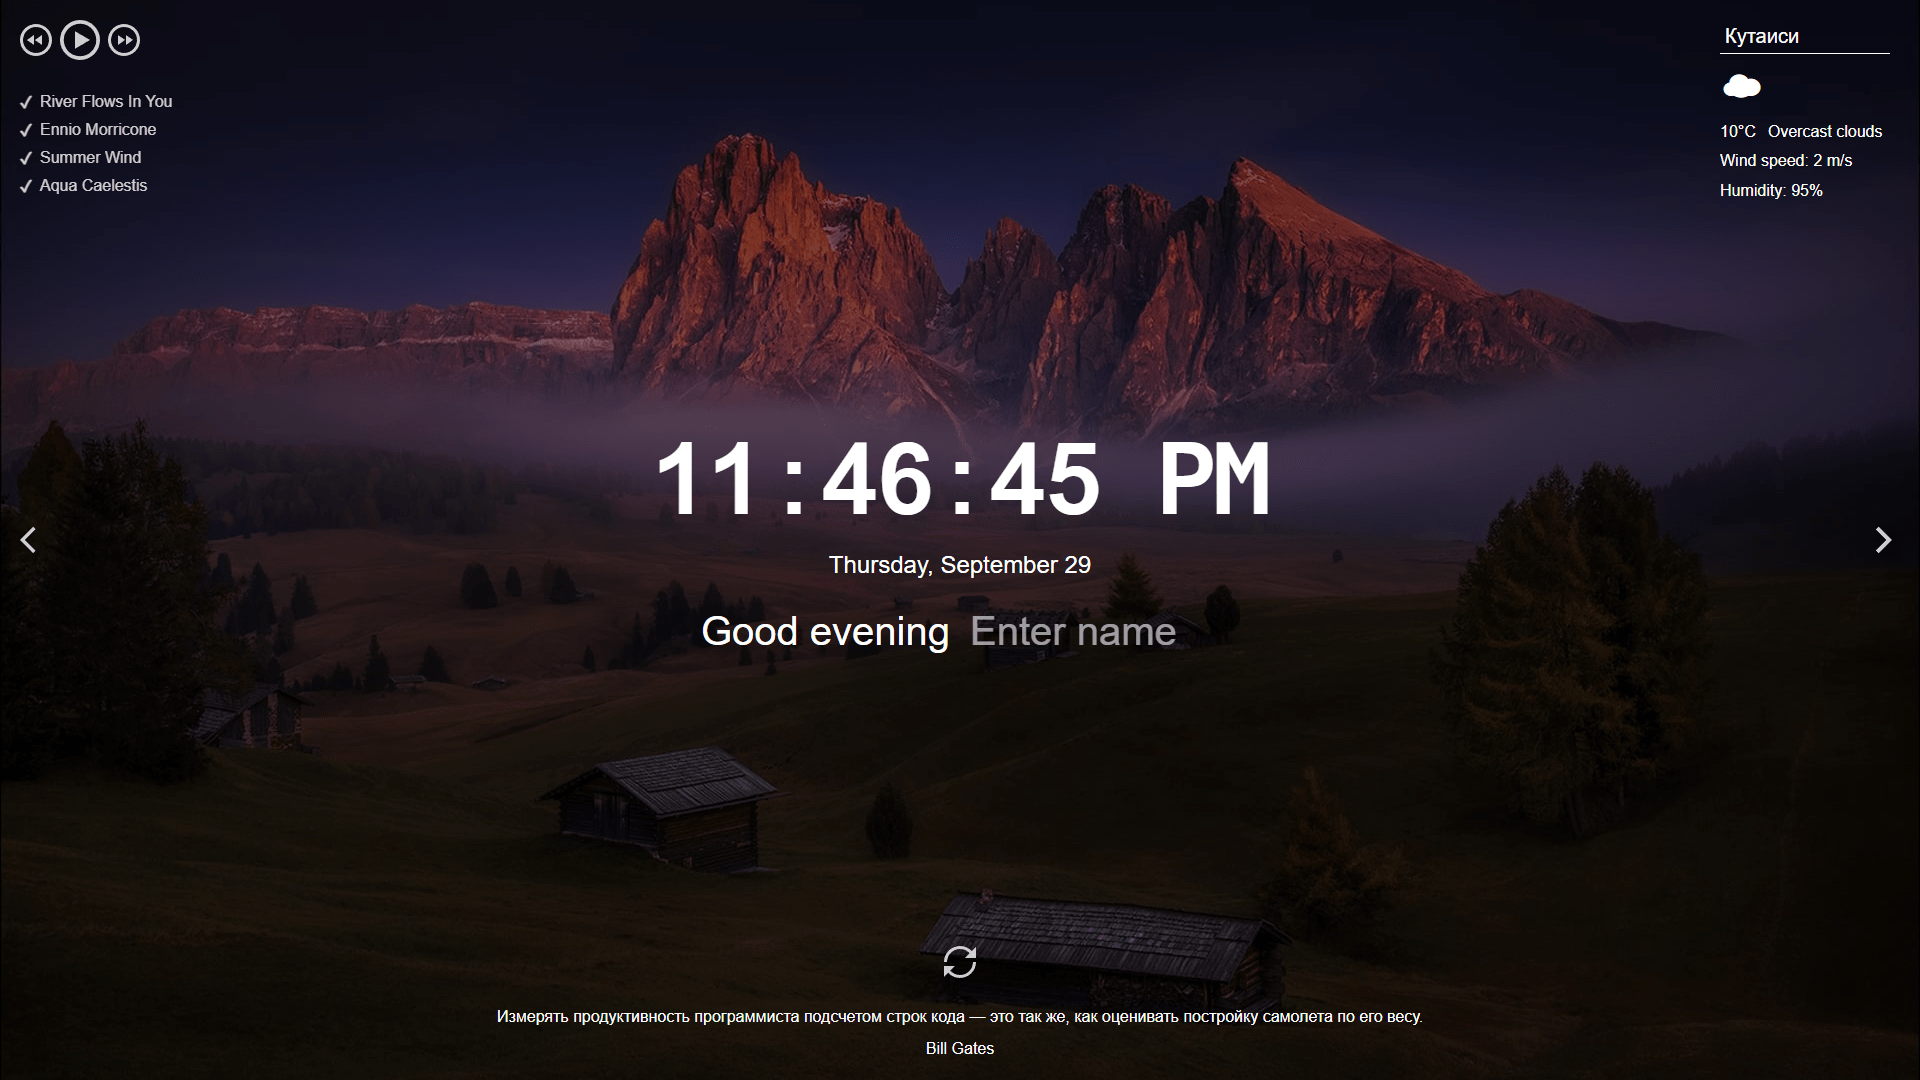 River Flows In You
Ennio Morricone
Summer Wind
Aqua Caelestis
Кутаиси
10°C Overcast clouds
Wind speed: 2 m/s
Humidity: 95%
11:46:45 PM
Thursday, September 29
Good evening Enter name
Измерять продуктивность программиста подсчетом строк кода — это так же, как оценивать постройку самолета по его весу.
Bill Gates